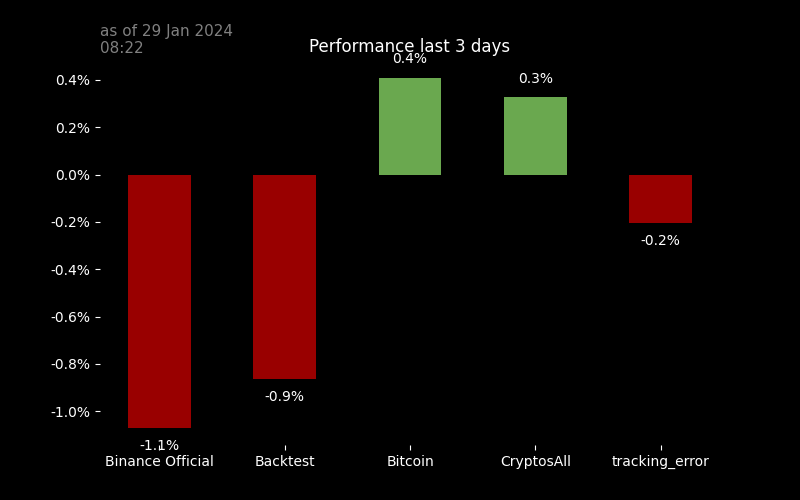 as of 29 Jan 2024
08:22
Performance last 3 days
0.4%
0.4%
0.3%
0.2%
0.0%
-0.2%
-0.2%
-0.4%
-0.6%
-0.8%
-0.9%
-1.0%
-1.1%
Binance Official
Backtest
Bitcoin
CryptosAll
tracking_error